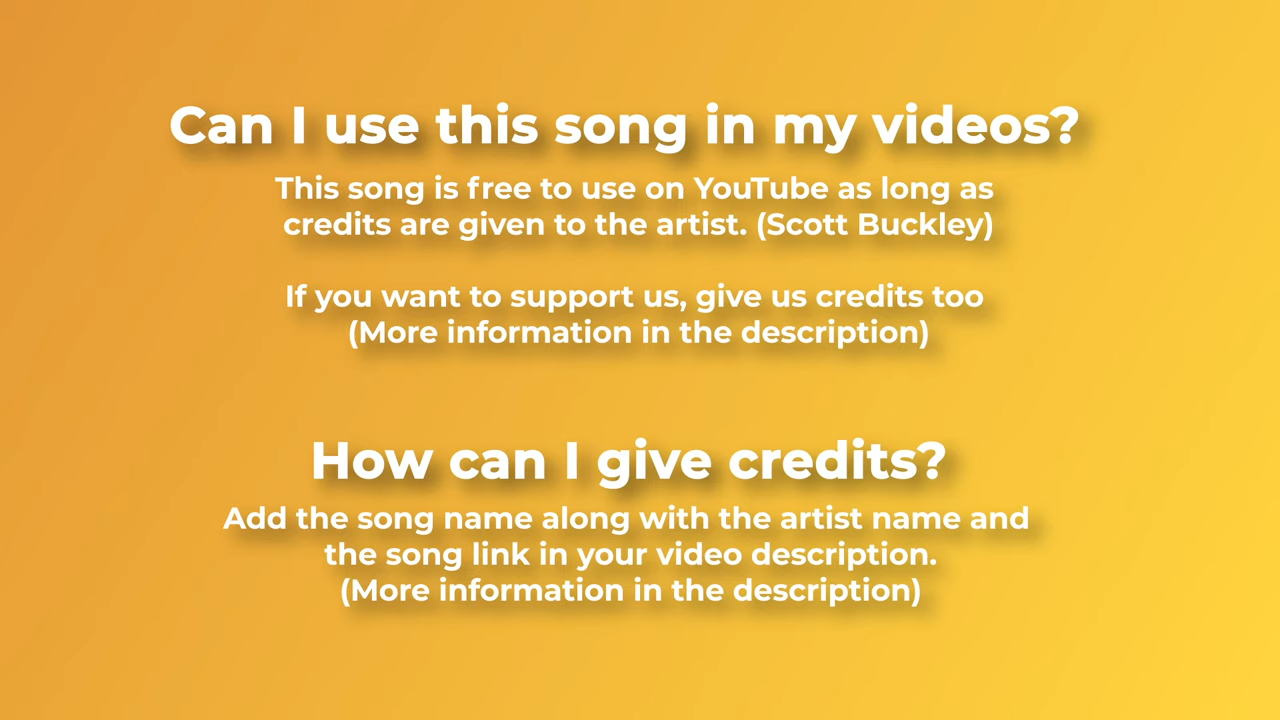 Can I use this song in my videos?
This song is free to use on YouTube as long as
credits are given to the artist. (Scott Buckley)
If you want to support us, give us credits too
(More information in the description)
How can I give credits?
Add the song name along with the artist name and
the song link in your video description.
(More information in the description)